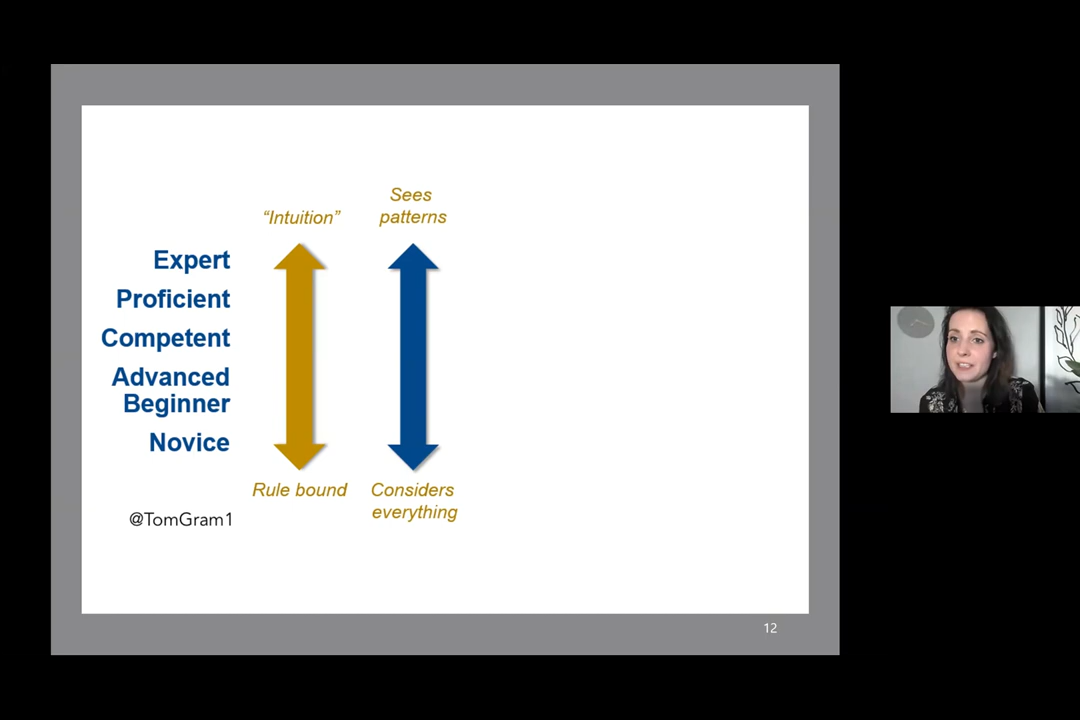 Sees
patterns
“Intuition”
Expert
Proficient
Competent
Advanced
Beginner
Novice
Rule bound
Considers
everything
@TomGram1
12